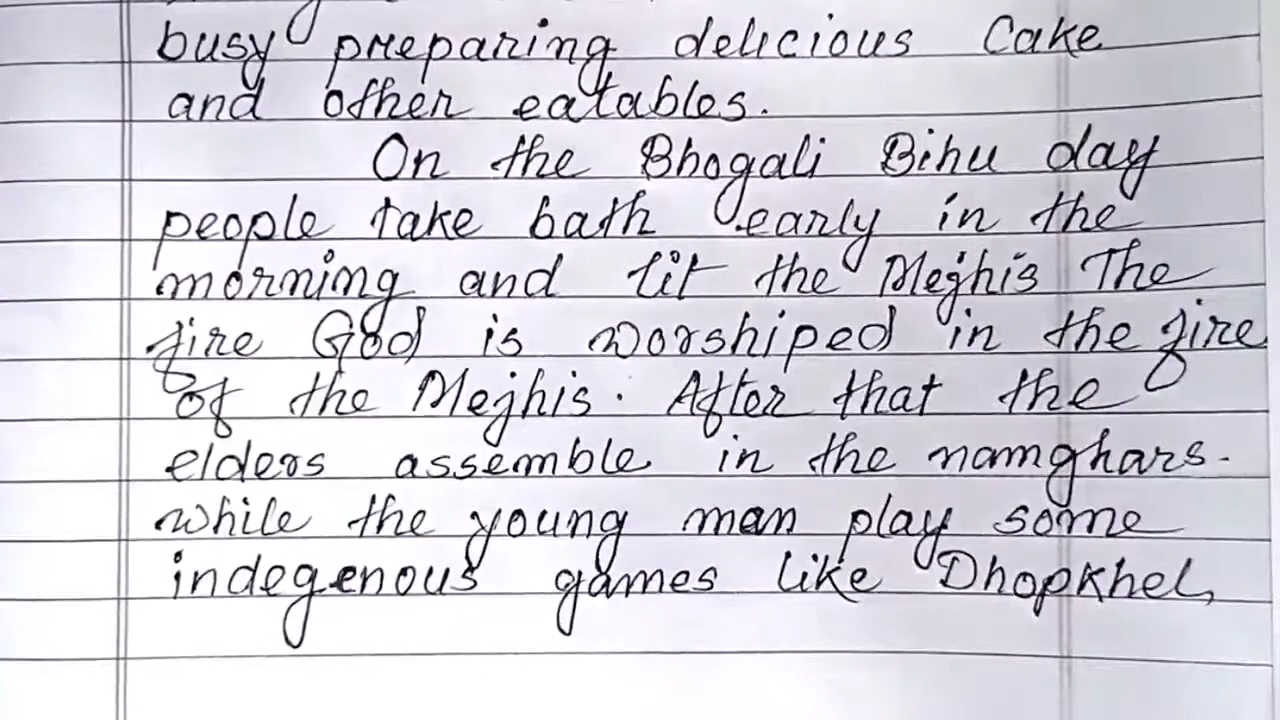 busy preparing delicious Cake
and other eatables.
On the Bhogali Bihu day
people take bath early in the
morning and lit the Mejhis The
fire God is worshiped in the fire
of the Mejhis. After that the
elders assemble in the namghars.
while the young man play some
indegenous games like Dhopkhel,